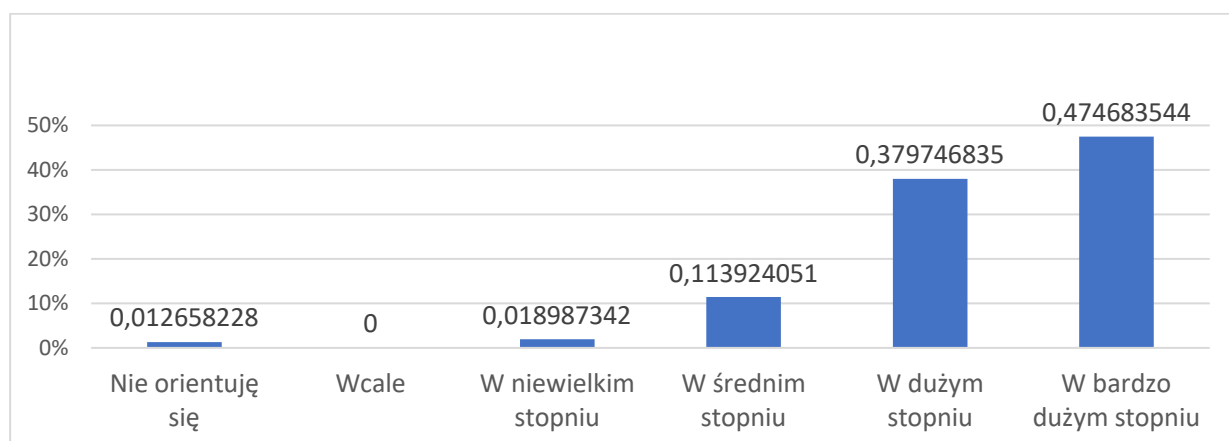 0,474683544
50%
0,379746835
40%
30%
20%
0,113924051
10%
0,012658228
0
0,018987342
0%
Nie orientuję
się
Wcale
W niewielkim
stopniu
W średnim
stopniu
W dużym
stopniu
W bardzo
dużym stopniu